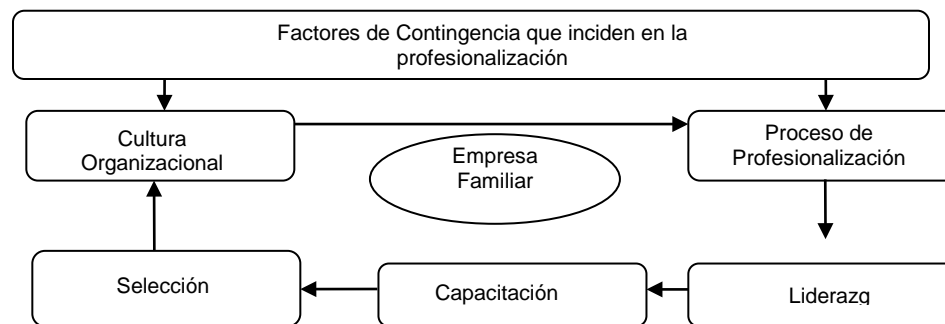 Factores de Contingencia que inciden en la
profesionalización
Cultura
Organizacional
Empresa
Familiar
Proceso de
Profesionalización
Selección
Capacitación
Liderazg